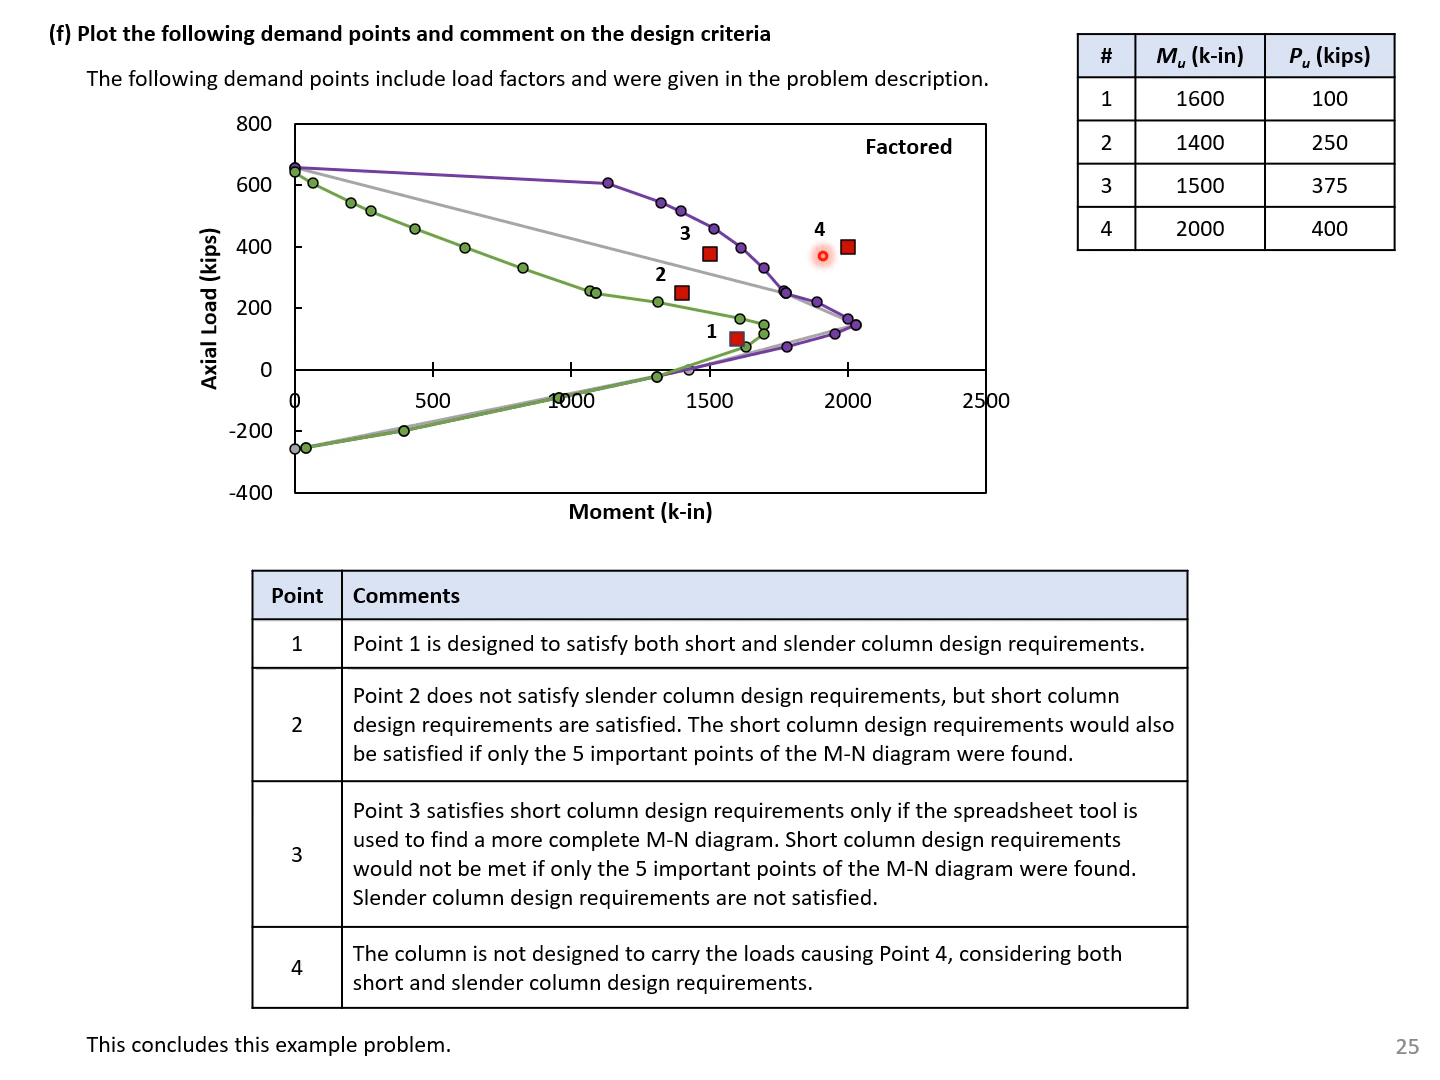 (f) Plot the following demand points and comment on the design criteria
The following demand points include load factors and were given in the problem description.
# Mu (k-in) Pu (kips)
1 1600 100
2 1400 250
3 1500 375
4 2000 400
Factored
800
600
400
200
0
-200
-400
Axial Load (kips)
0 500 1000 1500 2000 2500
Moment (k-in)
1
2
3
4
Point Comments
1 Point 1 is designed to satisfy both short and slender column design requirements.
2 Point 2 does not satisfy slender column design requirements, but short column
design requirements are satisfied. The short column design requirements would also
be satisfied if only the 5 important points of the M-N diagram were found.
3 Point 3 satisfies short column design requirements only if the spreadsheet tool is
used to find a more complete M-N diagram. Short column design requirements
would not be met if only the 5 important points of the M-N diagram were found.
Slender column design requirements are not satisfied.
4 The column is not designed to carry the loads causing Point 4, considering both
short and slender column design requirements.
This concludes this example problem.
25